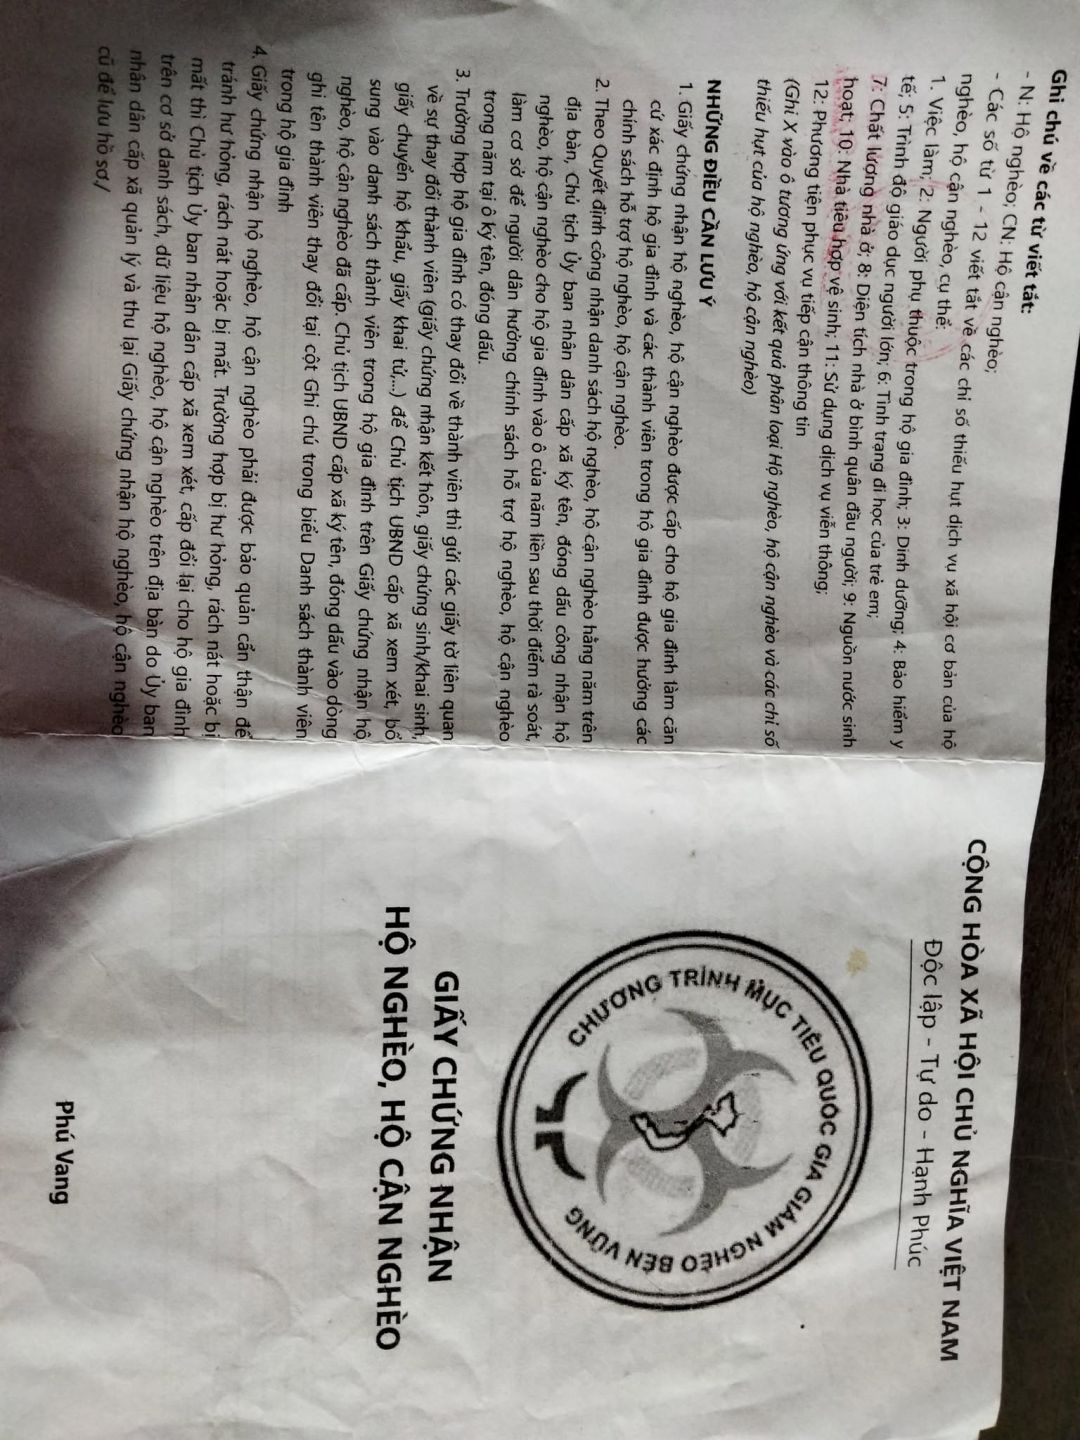 Ghi chú về các từ viết tắt:
- N: Hộ nghèo; CN: Hộ cận nghèo;
- Các số từ 1 - 12 viết tắt về các chỉ số thiếu hụt dịch vụ xã hội cơ bản của hộ
nghèo, hộ cận nghèo, cụ thể:
1. Việc làm; 2: Người phụ thuộc trong hộ gia đình; 3: Dinh dưỡng; 4: Bảo hiểm y
tế; 5: Trình độ giáo dục người lớn; 6: Tình trạng đi học của trẻ em;
7: Chất lượng nhà ở; 8: Diện tích nhà ở bình quân đầu người; 9: Nguồn nước sinh
hoạt; 10: Nhà tiêu hợp vệ sinh; 11: Sử dụng dịch vụ viễn thông;
12: Phương tiện phục vụ tiếp cận thông tin
(Ghi X vào ô tương ứng với kết quả phân loại Hộ nghèo, hộ cận nghèo và các chỉ số
thiếu hụt của hộ nghèo, hộ cận nghèo)
NHỮNG ĐIỀU CẦN LƯU Ý
1. Giấy chứng nhận hộ nghèo, hộ cận nghèo được cấp cho hộ gia đình làm căn
cứ xác định hộ gia đình và các thành viên trong hộ gia đình được hưởng các
chính sách hỗ trợ hộ nghèo, hộ cận nghèo.
2. Theo Quyết định công nhận danh sách hộ nghèo, hộ cận nghèo hằng năm trên
địa bàn, Chủ tịch Ủy ban nhân dân cấp xã ký tên, đóng dấu công nhận hộ
nghèo, hộ cận nghèo cho hộ gia đình vào ô của năm liền sau thời điểm rà soát,
làm cơ sở để người dân hưởng chính sách hỗ trợ hộ nghèo, hộ cận nghèo
trong năm tại ô ký tên, đóng dấu.
3. Trường hợp hộ gia đình có thay đổi về thành viên thì gửi các giấy tờ liên quan
về sự thay đổi thành viên (giấy chứng nhận kết hôn, giấy chứng sinh/khai sinh,
giấy chuyển hộ khẩu, giấy khai tử,...) để Chủ tịch UBND cấp xã xem xét, bổ
sung vào danh sách thành viên trong hộ gia đình trên Giấy chứng nhận hộ
nghèo, hộ cận nghèo đã cấp. Chủ tịch UBND cấp xã ký tên, đóng dấu vào dòng
ghi tên thành viên thay đổi tại cột Ghi chú trong biểu Danh sách thành viên
trong hộ gia đình
4. Giấy chứng nhận hộ nghèo, hộ cận nghèo phải được bảo quản cẩn thận để
tránh hư hỏng, rách nát hoặc bị mất. Trường hợp bị hư hỏng, rách nát hoặc bị
mất thì Chủ tịch Ủy ban nhân dân cấp xã xem xét, cấp đổi lại cho hộ gia đình
trên cơ sở danh sách, dữ liệu hộ nghèo, hộ cận nghèo trên địa bàn do Ủy ban
nhân dân cấp xã quản lý và thu lại Giấy chứng nhận hộ nghèo, hộ cận nghèo
cũ để lưu hồ sơ./
CỘNG HÒA XÃ HỘI CHỦ NGHĨA VIỆT NAM
Độc lập - Tự do - Hạnh Phúc
CHƯƠNG TRÌNH MỤC TIÊU QUỐC GIA GIẢM NGHÈO BỀN VỮNG
GIẤY CHỨNG NHẬN
HỘ NGHÈO, HỘ CẬN NGHÈO
Phú Vang